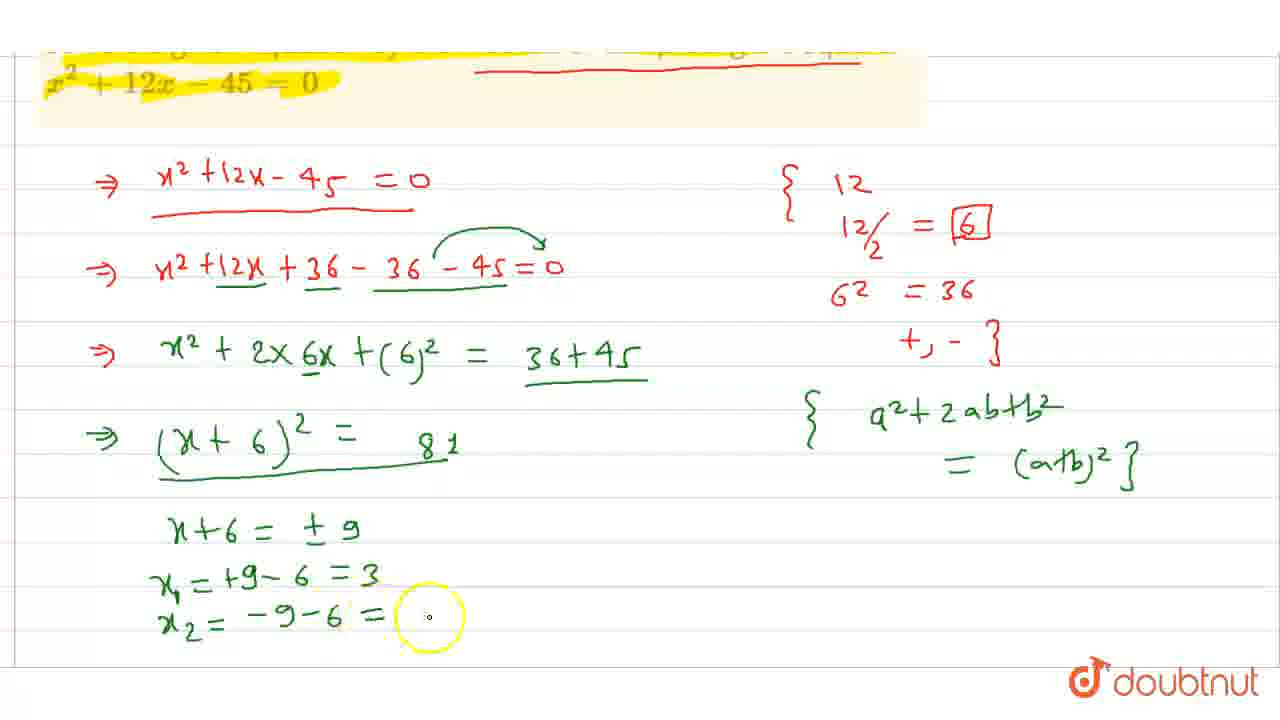 x² + 12x − 45 = 0
⇒ x² + 12x - 45 = 0
⇒ x² + 12x + 36 - 36 - 45 = 0
⇒ x² + 2 × 6x + (6)² = 36 + 45
⇒ (x + 6)² = 81
x + 6 = ± 9
x₁ = +9 - 6 = 3
x₂ = -9 - 6 =
{ 12
12/2 = 6
6² = 36
+, - }
{ a² + 2ab + b²
= (a+b)² }
doubtnut